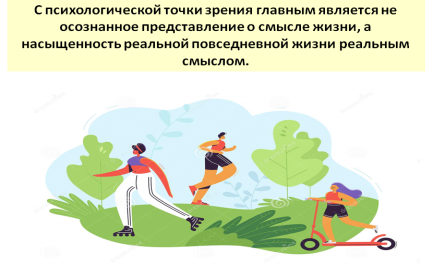 С психологической точки зрения главным является не
осознанное представление о смысле жизни, а
насыщенность реальной повседневной жизни реальным
смыслом.